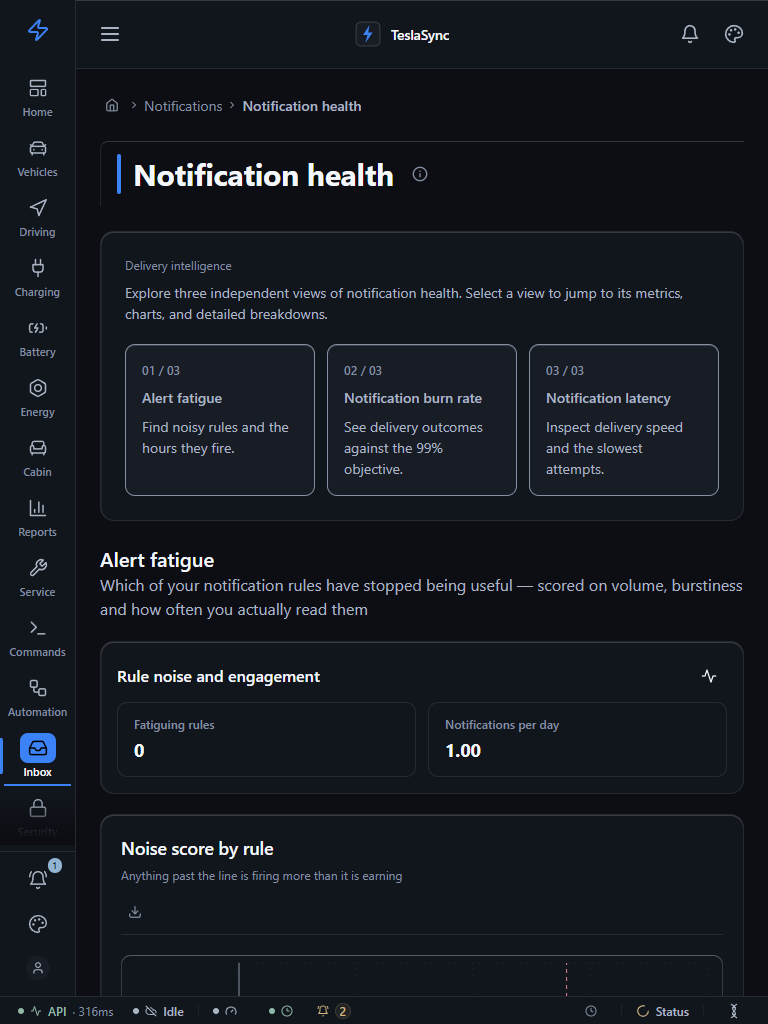 TeslaSync
Home
Vehicles
Driving
Charging
Battery
Energy
Cabin
Reports
Service
Commands
Automation
Inbox
Security
1
Notifications
Notification health
Notification health
Delivery intelligence
Explore three independent views of notification health. Select a view to jump to its metrics,
charts, and detailed breakdowns.
01 / 03
Alert fatigue
Find noisy rules and the
hours they fire.
02 / 03
Notification burn rate
See delivery outcomes
against the 99%
objective.
03 / 03
Notification latency
Inspect delivery speed
and the slowest
attempts.
Alert fatigue
Which of your notification rules have stopped being useful — scored on volume, burstiness
and how often you actually read them
Rule noise and engagement
Fatiguing rules
0
Notifications per day
1.00
Noise score by rule
Anything past the line is firing more than it is earning
API · 316ms
Idle
2
Status